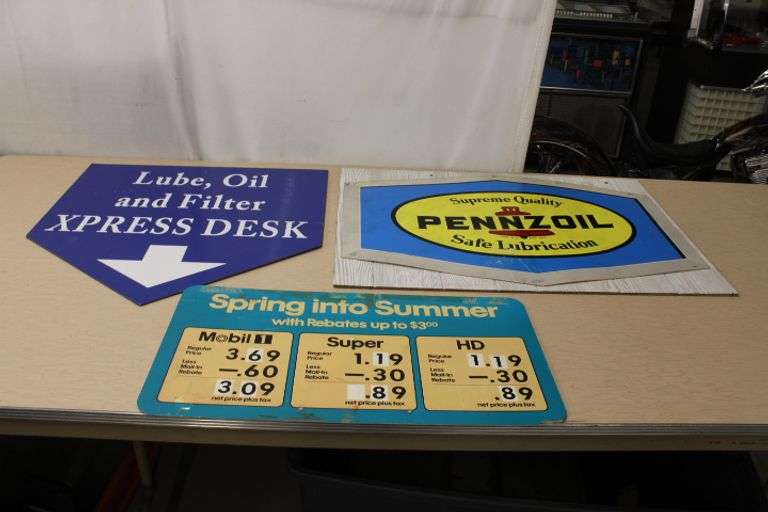 Lube, Oil
and Filter
XPRESS DESK
Supreme Quality
PENNZOIL
Safe Lubrication
Spring into Summer
with Rebates up to $3.00
Mobil 1
Regular Price 3.69
Less Mail-In Rebate —.60
3.09
net price plus tax
Super
Regular Price 1.19
Less Mail-In Rebate —.30
.89
net price plus tax
HD
Regular Price 1.19
Less Mail-In Rebate —.30
.89
net price plus tax